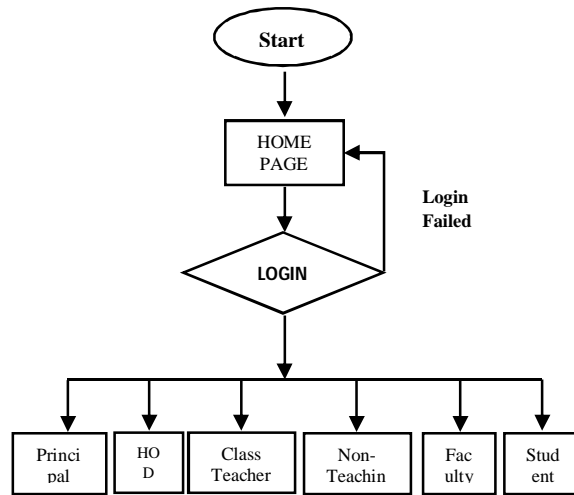 Start
HOME
PAGE
Login
Failed
LOGIN
Princi
pal
HO
D
Class
Teacher
Non-
Teachin
Fac
ulty
Stud
ent